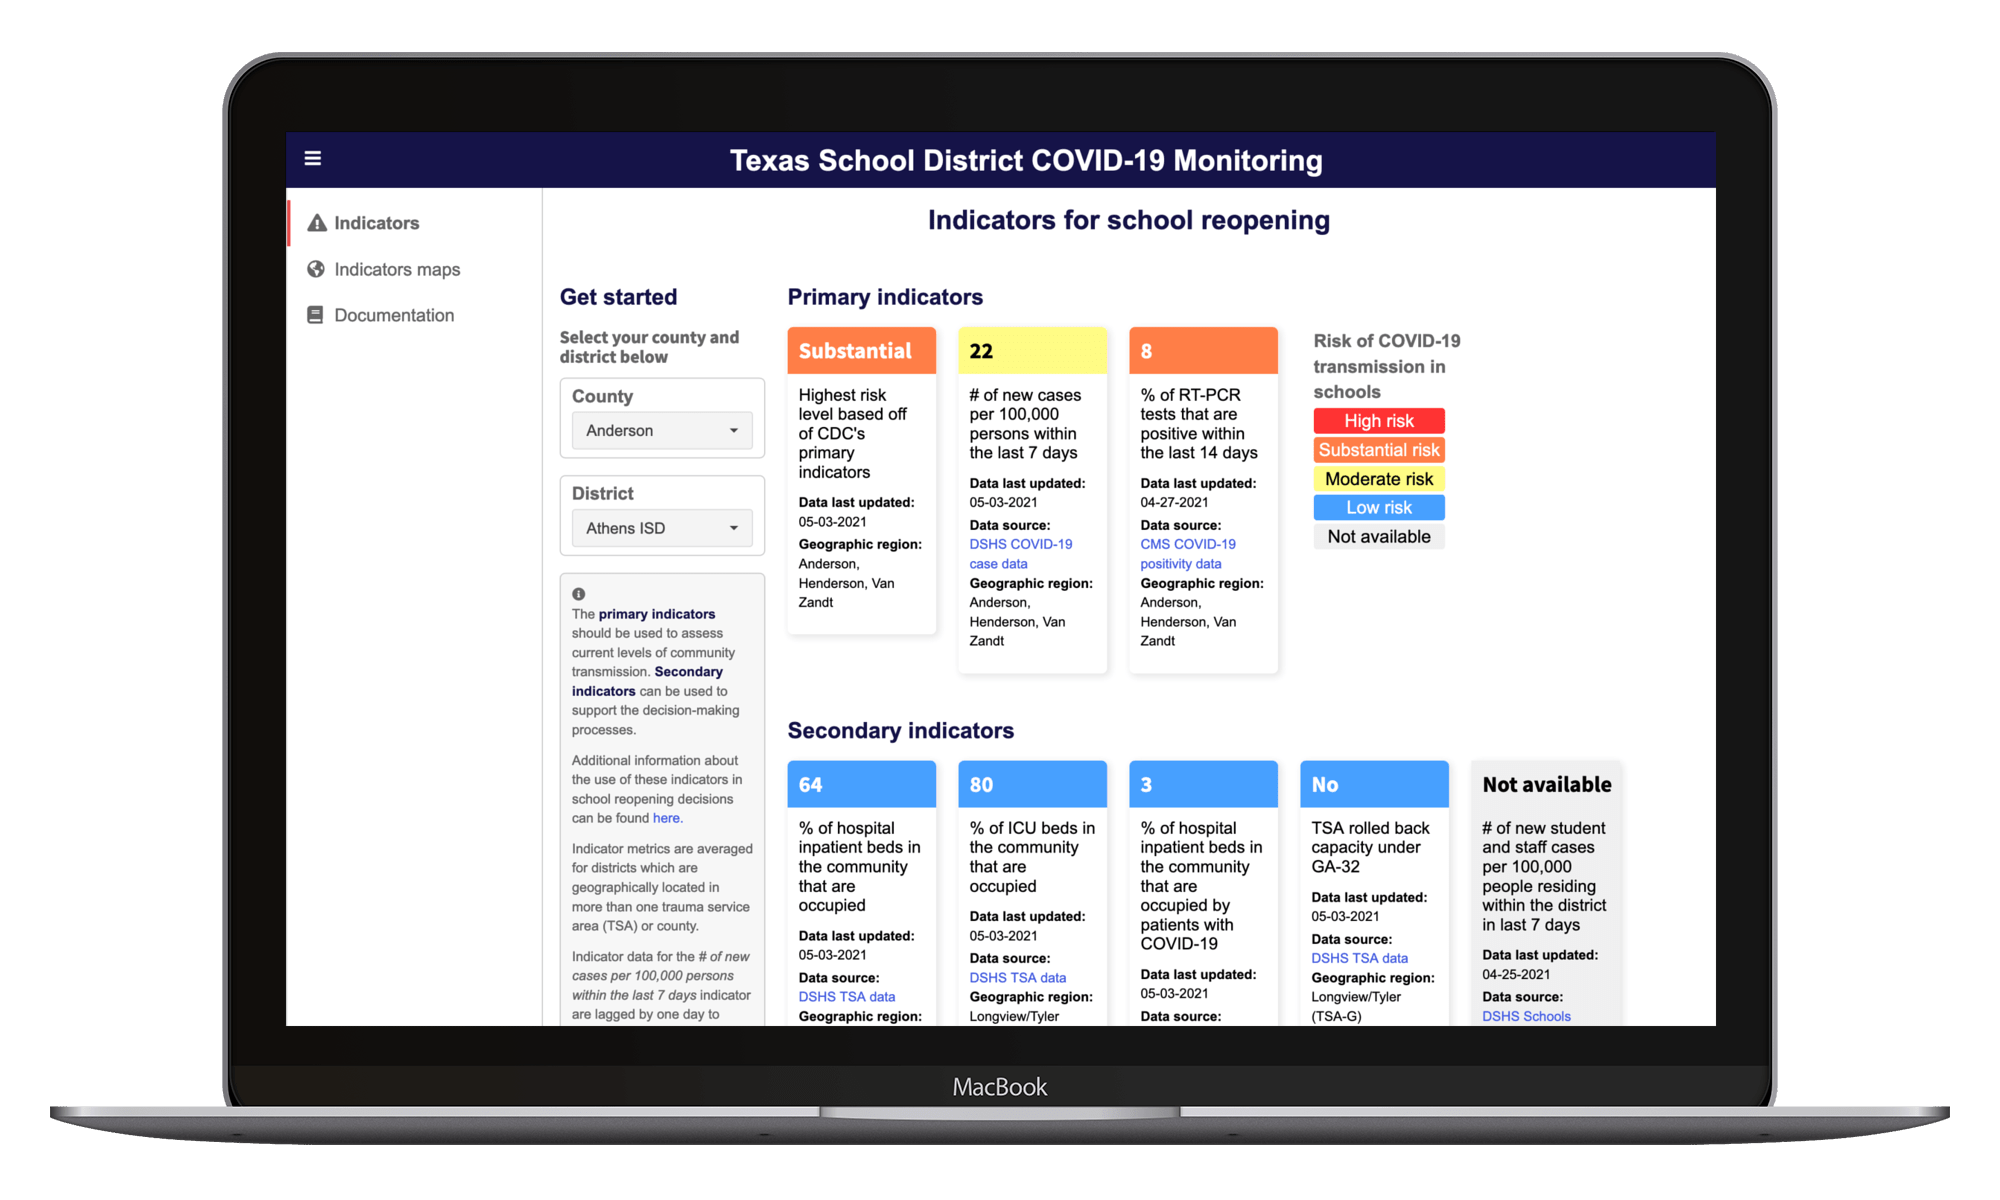 Texas School District COVID-19 Monitoring
Indicators
Indicators maps
Documentation
Indicators for school reopening
Get started
Select your county and
district below
County
Anderson
District
Athens ISD
The primary indicators
should be used to assess
current levels of community
transmission. Secondary
indicators can be used to
support the decision-making
processes.
Additional information about
the use of these indicators in
school reopening decisions
can be found here.
Indicator metrics are averaged
for districts which are
geographically located in
more than one trauma service
area (TSA) or county.
Indicator data for the # of new
cases per 100,000 persons
within the last 7 days indicator
are lagged by one day to
Primary indicators
Substantial
Highest risk
level based off
of CDC's
primary
indicators
Data last updated:
05-03-2021
Geographic region:
Anderson,
Henderson, Van
Zandt
22
# of new cases
per 100,000
persons within
the last 7 days
Data last updated:
05-03-2021
Data source:
DSHS COVID-19
case data
Geographic region:
Anderson,
Henderson, Van
Zandt
8
% of RT-PCR
tests that are
positive within
the last 14 days
Data last updated:
04-27-2021
Data source:
CMS COVID-19
positivity data
Geographic region:
Anderson,
Henderson, Van
Zandt
Risk of COVID-19
transmission in
schools
High risk
Substantial risk
Moderate risk
Low risk
Not available
Secondary indicators
64
% of hospital
inpatient beds in
the community
that are
occupied
Data last updated:
05-03-2021
Data source:
DSHS TSA data
Geographic region:
80
% of ICU beds in
the community
that are
occupied
Data last updated:
05-03-2021
Data source:
DSHS TSA data
Geographic region:
Longview/Tyler
3
% of hospital
inpatient beds in
the community
that are
occupied by
patients with
COVID-19
Data last updated:
05-03-2021
Data source:
No
TSA rolled back
capacity under
GA-32
Data last updated:
05-03-2021
Data source:
DSHS TSA data
Geographic region:
Longview/Tyler
(TSA-G)
Not available
# of new student
and staff cases
per 100,000
people residing
within the district
in last 7 days
Data last updated:
04-25-2021
Data source:
DSHS Schools
MacBook